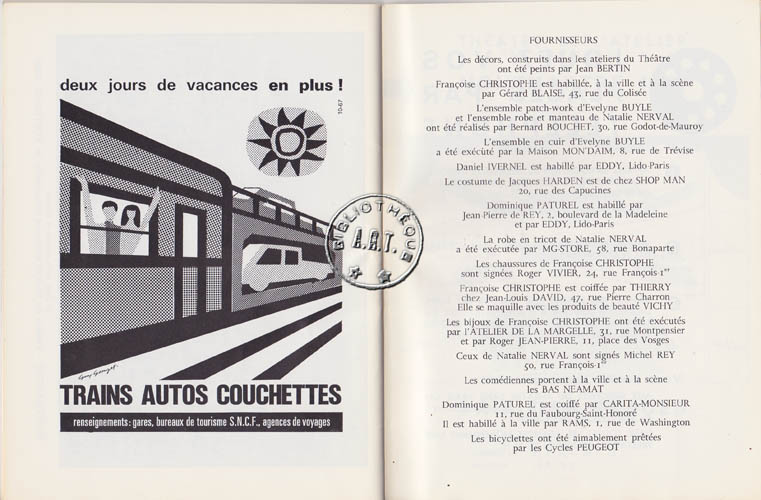 deux jours de vacances en plus !
10-67
Guy Georget
TRAINS AUTOS COUCHETTES
renseignements: gares, bureaux de tourisme S.N.C.F., agences de voyages
BIBLIOTHÈQUE
A.R.T.
FOURNISSEURS
Les décors, construits dans les ateliers du Théâtre
ont été peints par Jean BERTIN
Françoise CHRISTOPHE est habillée, à la ville et à la scène
par Gérard BLAISE, 43, rue du Colisée
L'ensemble patch-work d'Evelyne BUYLE
et l'ensemble robe et manteau de Natalie NERVAL
ont été réalisés par Bernard BOUCHET, 30, rue Godot-de-Mauroy
L'ensemble en cuir d'Evelyne BUYLE
a été exécuté par la Maison MON'DAIM, 8, rue de Trévise
Daniel IVERNEL est habillé par EDDY, Lido-Paris
Le costume de Jacques HARDEN est de chez SHOP MAN
20, rue des Capucines
Dominique PATUREL est habillé par
Jean-Pierre de REY, 2, boulevard de la Madeleine
et par EDDY, Lido-Paris
La robe en tricot de Natalie NERVAL
a été exécutée par MG-STORE, 58, rue Bonaparte
Les chaussures de Françoise CHRISTOPHE
sont signées Roger VIVIER, 24, rue François-1er
Françoise CHRISTOPHE est coiffée par THIERRY
chez Jean-Louis DAVID, 47, rue Pierre Charron
Elle se maquille avec les produits de beauté VICHY
Les bijoux de Françoise CHRISTOPHE ont été exécutés
par l'ATELIER DE LA MARGELLE, 31, rue Montpensier
et par Roger JEAN-PIERRE, 11, place des Vosges
Ceux de Natalie NERVAL sont signés Michel REY
50, rue François-1er
Les comédiennes portent à la ville et à la scène
les BAS NEAMAT
Dominique PATUREL est coiffé par CARITA-MONSIEUR
11, rue du Faubourg-Saint-Honoré
Il est habillé à la ville par RAMS, 1, rue de Washington
Les bicyclettes ont été aimablement prêtées
par les Cycles PEUGEOT